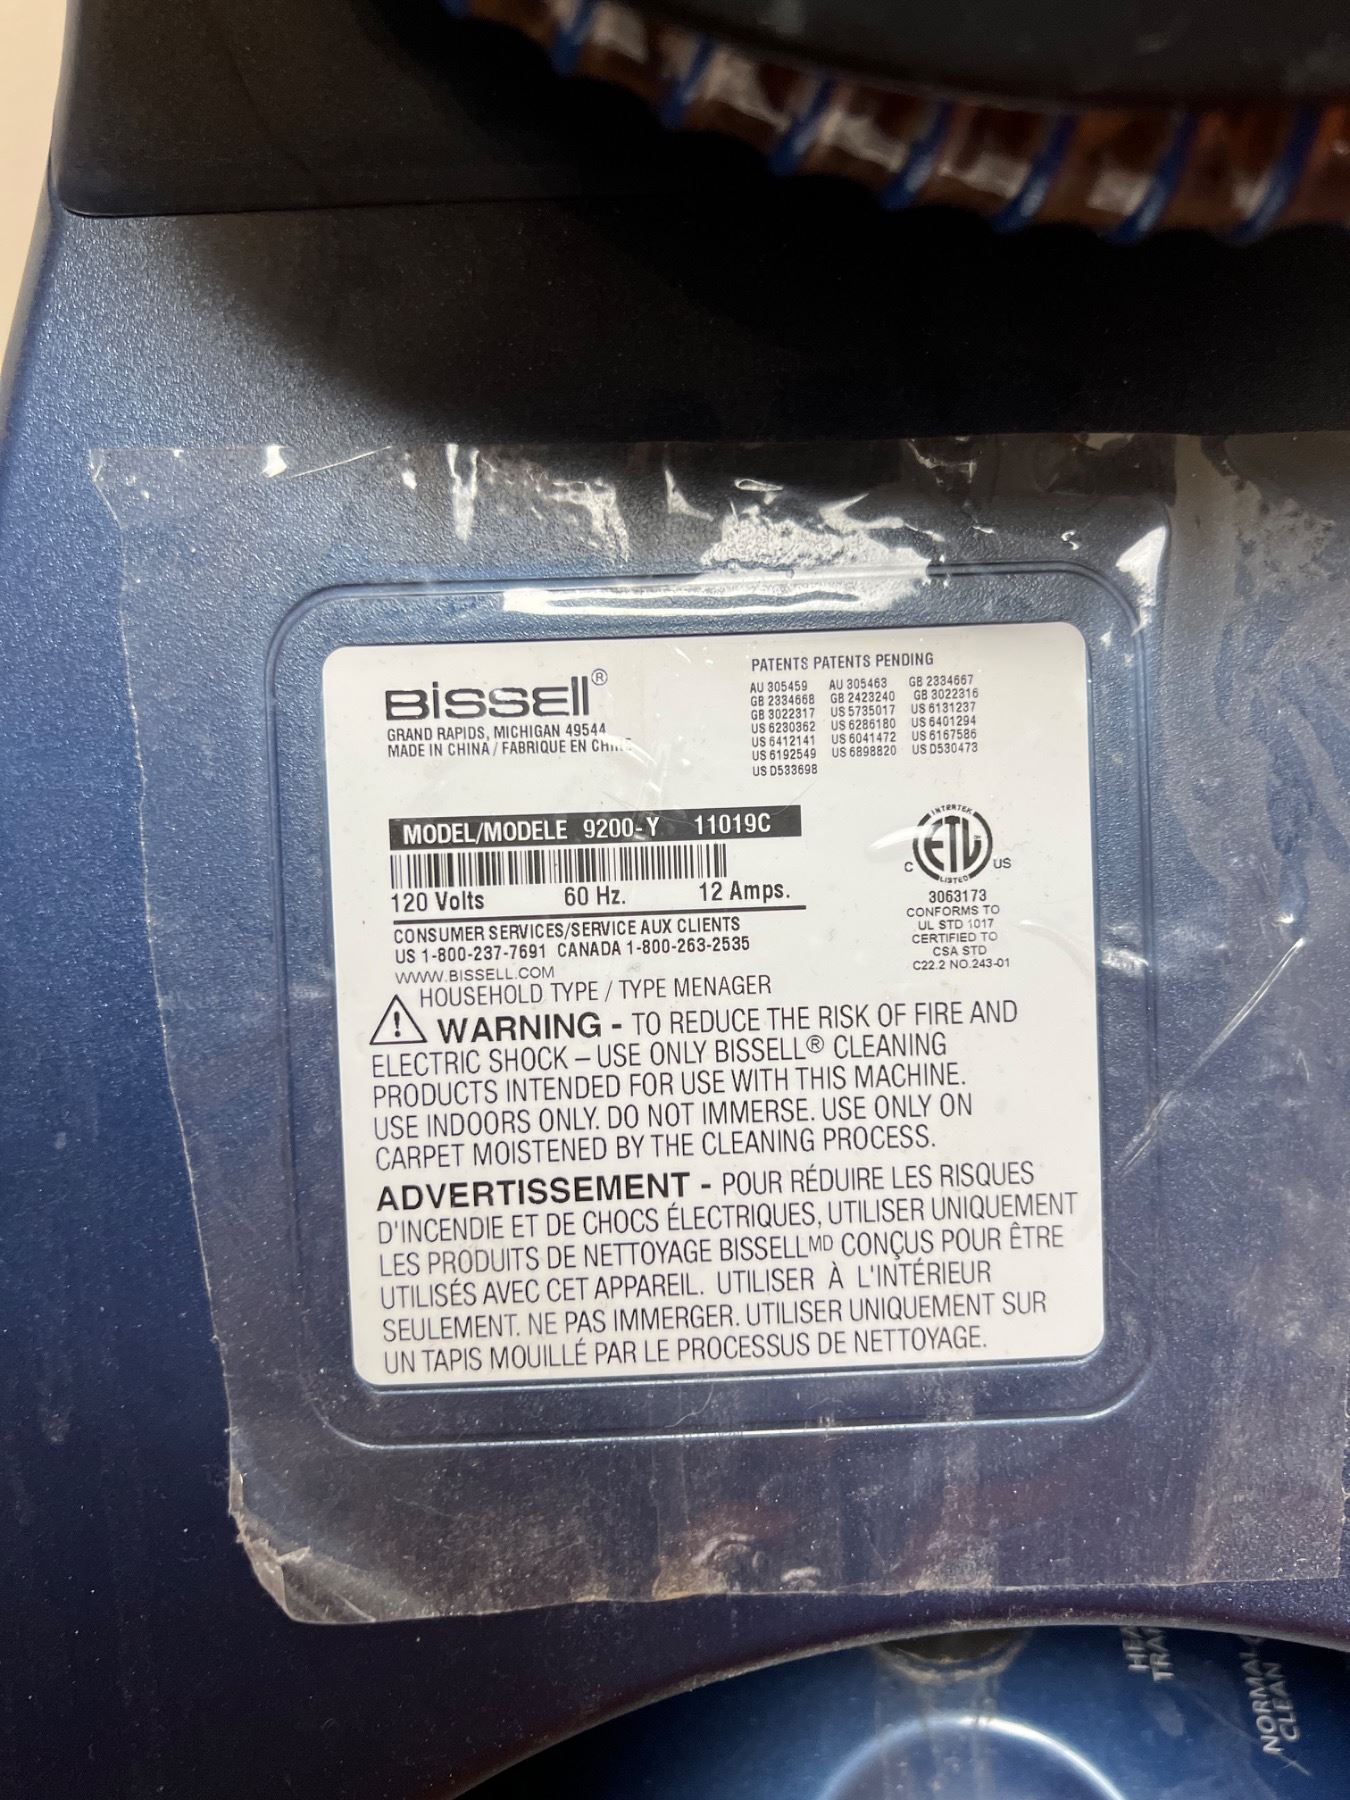 BISSELL®
GRAND RAPIDS, MICHIGAN 49544
MADE IN CHINA / FABRIQUE EN CHINE
PATENTS PATENTS PENDING
AU 305459 AU 305463 GB 2334667
GB 2334668 GB 2423240 GB 3022316
GB 3022317 US 5735017 US 6131237
US 6230362 US 6286180 US 6401294
US 6412141 US 6041472 US 6167586
US 6192549 US 6898820 US D530473
US D533698
MODEL/MODELE 9200-Y 11019C
120 Volts 60 Hz. 12 Amps.
CONSUMER SERVICES/SERVICE AUX CLIENTS
US 1-800-237-7691 CANADA 1-800-263-2535
WWW.BISSELL.COM
INTERTEK
C ETL US
LISTED
3063173
CONFORMS TO
UL STD 1017
CERTIFIED TO
CSA STD
C22.2 NO.243-01
HOUSEHOLD TYPE / TYPE MENAGER
WARNING - TO REDUCE THE RISK OF FIRE AND
ELECTRIC SHOCK – USE ONLY BISSELL® CLEANING
PRODUCTS INTENDED FOR USE WITH THIS MACHINE.
USE INDOORS ONLY. DO NOT IMMERSE. USE ONLY ON
CARPET MOISTENED BY THE CLEANING PROCESS.
ADVERTISSEMENT - POUR RÉDUIRE LES RISQUES
D'INCENDIE ET DE CHOCS ÉLECTRIQUES, UTILISER UNIQUEMENT
LES PRODUITS DE NETTOYAGE BISSELLMD CONÇUS POUR ÊTRE
UTILISÉS AVEC CET APPAREIL. UTILISER À L'INTÉRIEUR
SEULEMENT. NE PAS IMMERGER. UTILISER UNIQUEMENT SUR
UN TAPIS MOUILLÉ PAR LE PROCESSUS DE NETTOYAGE.
NORMAL
CLEAN